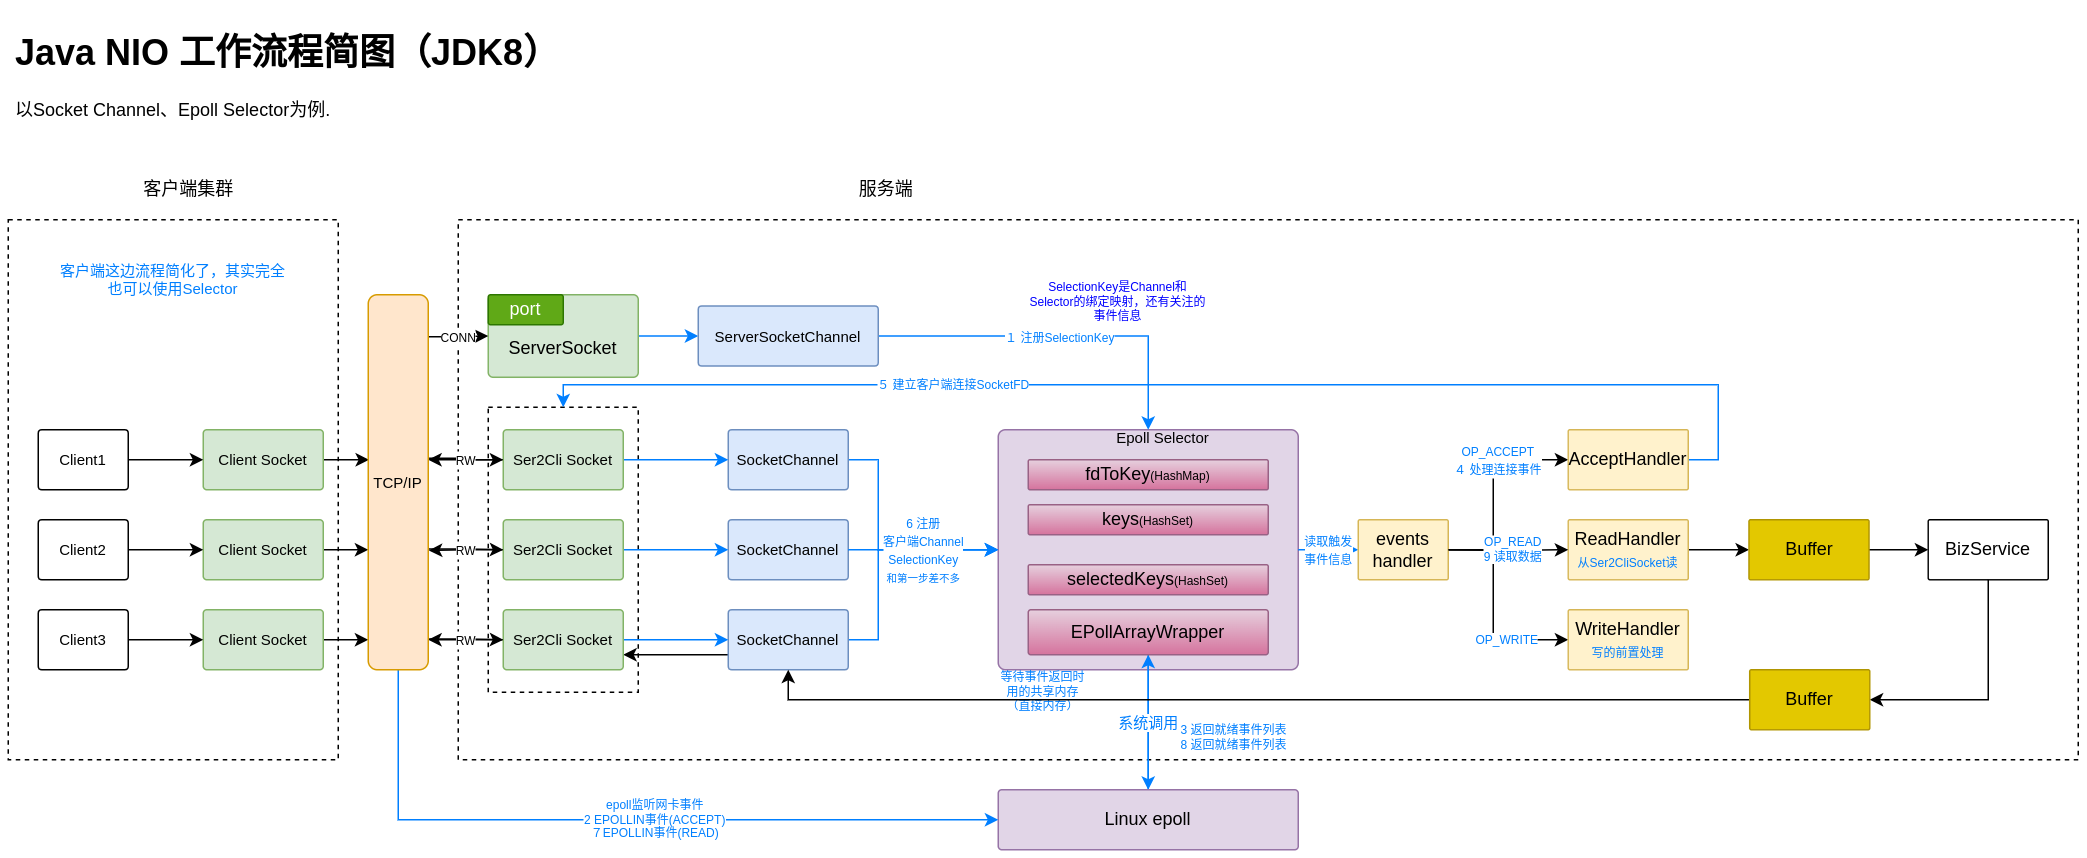 Java NIO 工作流程简图（JDK8）
以Socket Channel、Epoll Selector为例.
客户端集群
服务端
客户端这边流程简化了，其实完全
也可以使用Selector
Client1
Client Socket
Client2
Client Socket
Client3
Client Socket
TCP/IP
CONN
RW
RW
RW
port
ServerSocket
ServerSocketChannel
1 注册SelectionKey
SelectionKey是Channel和
Selector的绑定映射，还有关注的
事件信息
5 建立客户端连接SocketFD
Ser2Cli Socket
SocketChannel
Ser2Cli Socket
SocketChannel
Ser2Cli Socket
SocketChannel
6 注册
客户端Channel
SelectionKey
和第一步差不多
Epoll Selector
fdToKey(HashMap)
keys(HashSet)
selectedKeys(HashSet)
EPollArrayWrapper
读取触发
事件信息
events
handler
OP_ACCEPT
4 处理连接事件
AcceptHandler
OP_READ
9 读取数据
ReadHandler
从Ser2CliSocket读
OP_WRITE
WriteHandler
写的前置处理
Buffer
BizService
Buffer
等待事件返回时
用的共享内存
（直接内存）
系统调用
3 返回就绪事件列表
8 返回就绪事件列表
epoll监听网卡事件
2 EPOLLIN事件(ACCEPT)
7 EPOLLIN事件(READ)
Linux epoll